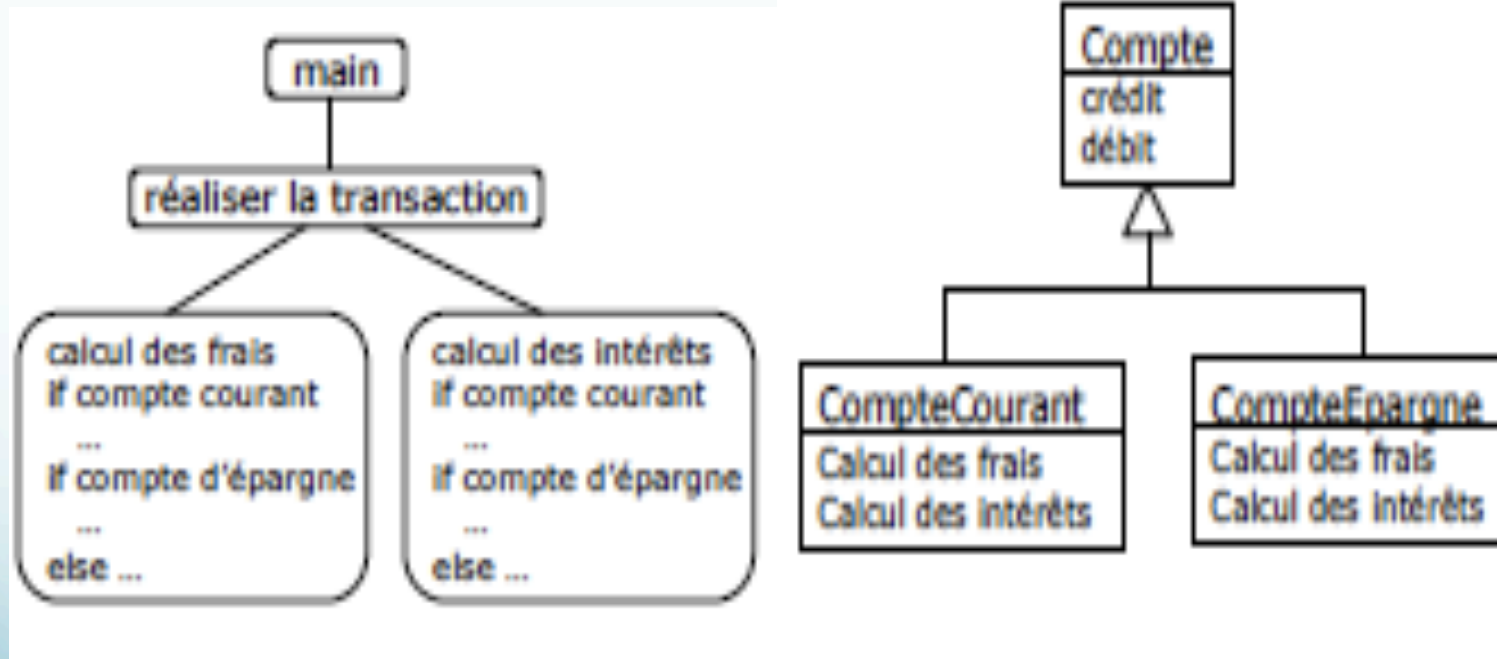 main
réaliser la transaction
calcul des frais
if compte courant
...
if compte d'épargne
...
else ...
calcul des intérêts
if compte courant
...
if compte d'épargne
...
else ...
Compte
crédit
débit
CompteCourant
Calcul des frais
Calcul des intérêts
CompteEpargne
Calcul des frais
Calcul des intérêts